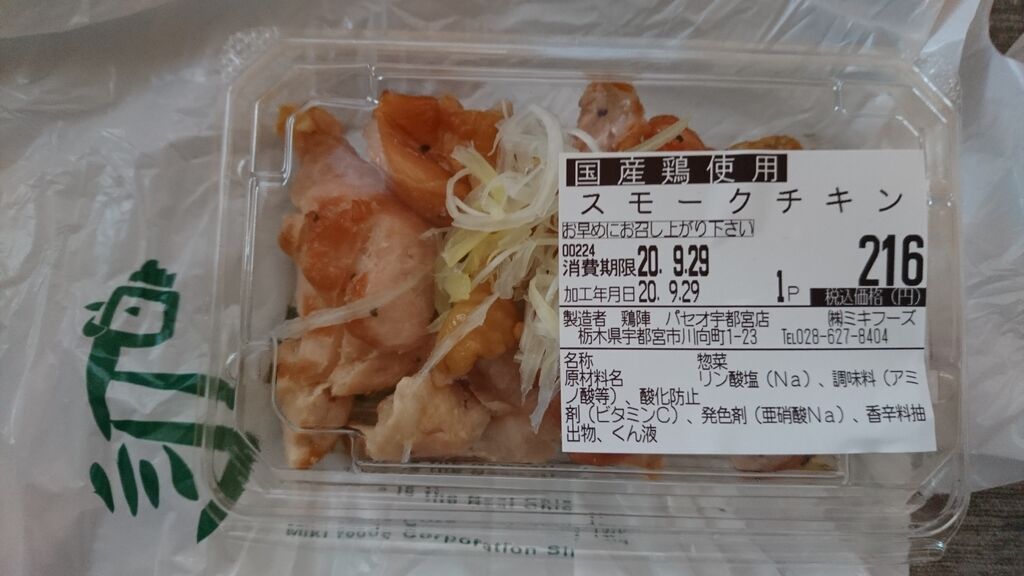 国産鶏使用
スモークチキン
お早めにお召し上がり下さい
00224
消費期限 20. 9.29
加工年月日 20. 9.29
1P
216
税込価格(円)
製造者 鶏陣 パセオ宇都宮店 ㈱ミキフーズ
栃木県宇都宮市川向町1-23 TEL028-627-8404
名称 惣菜
原材料名 リン酸塩(Na)、調味料(アミ
ノ酸等)、酸化防止
剤(ビタミンC)、発色剤(亜硝酸Na)、香辛料抽
出物、くん液
is the Best
Miki Foods Corporation